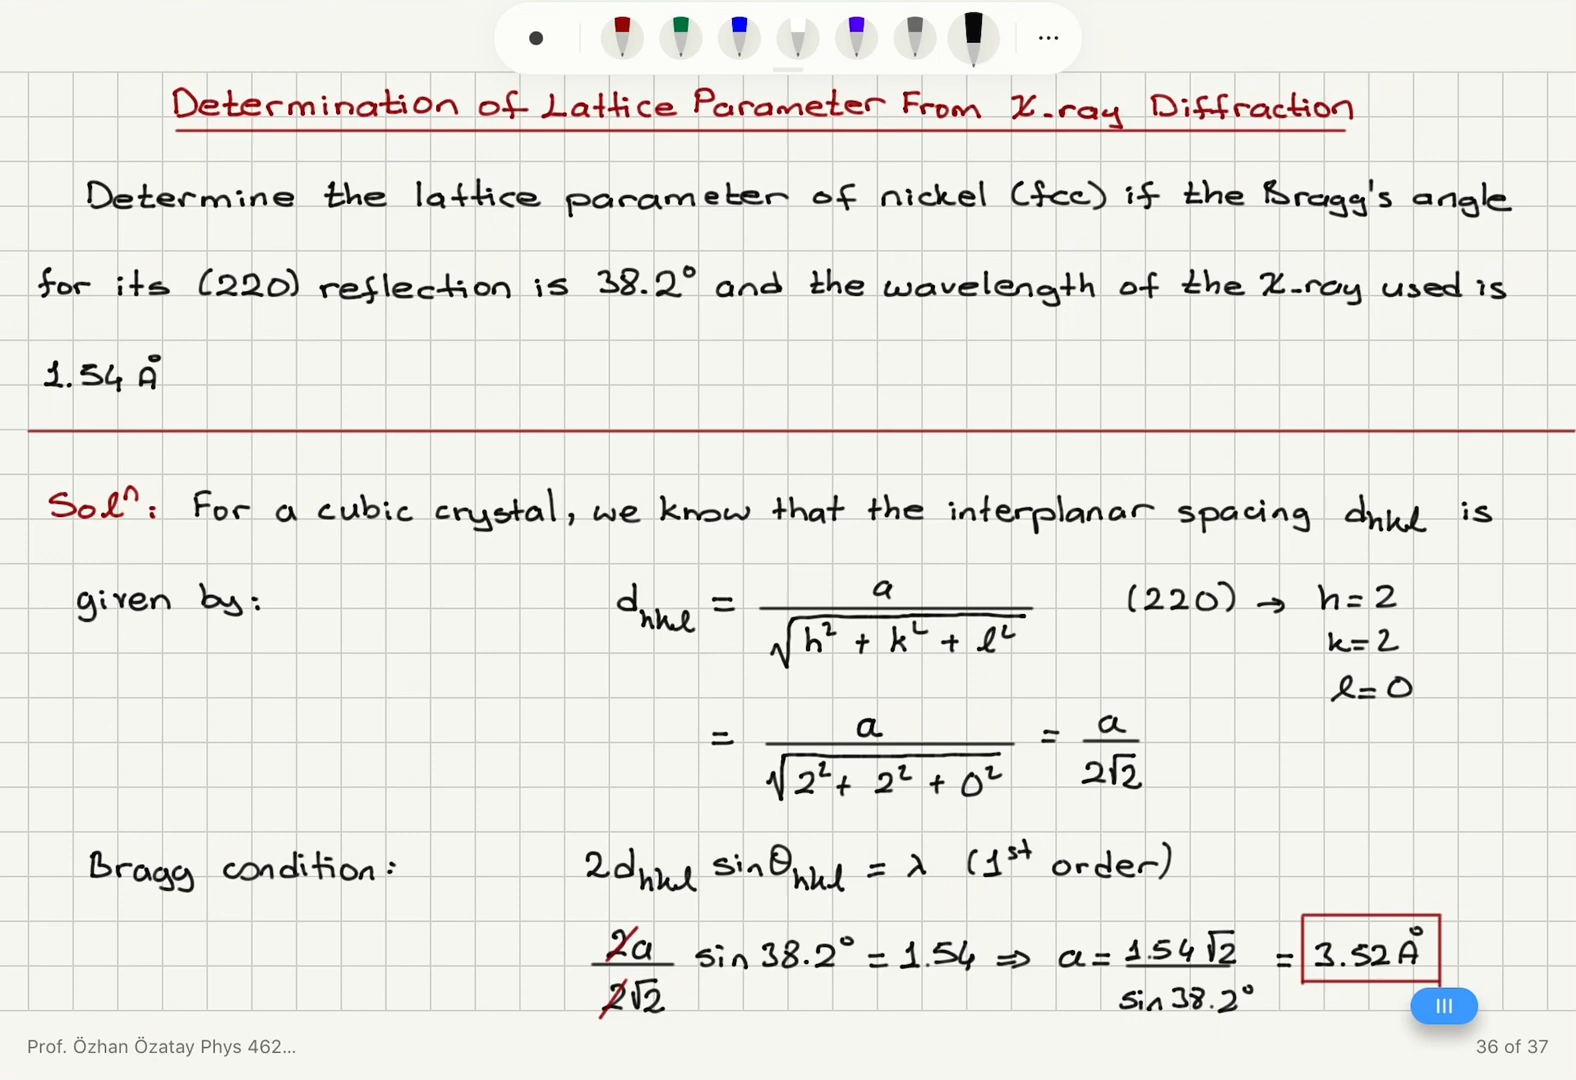 Determination of Lattice Parameter From X-ray Diffraction
Determine the lattice parameter of nickel (fcc) if the Bragg's angle
for its (220) reflection is 38.2° and the wavelength of the X-ray used is
1.54 Å
Solⁿ: For a cubic crystal, we know that the interplanar spacing d_hkl is
given by: d_hkl = a / √(h² + k² + l²) (220) → h=2
k=2
l=0
= a / √(2² + 2² + 0²) = a / 2√2
Bragg condition: 2d_hkl sinθ_hkl = λ (1st order)
2a / 2√2 sin 38.2° = 1.54 ⇒ a = 1.54√2 / sin 38.2° = 3.52 Å
Prof. Özhan Özatay Phys 462... 36 of 37